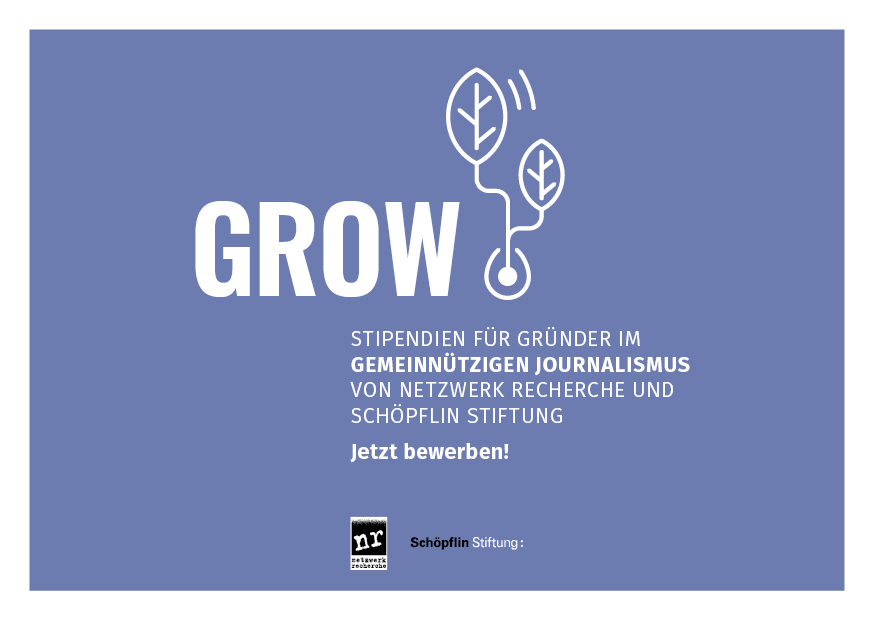 GROW
STIPENDIEN FÜR GRÜNDER IM
GEMEINNÜTZIGEN JOURNALISMUS
VON NETZWERK RECHERCHE UND
SCHÖPFLIN STIFTUNG
Jetzt bewerben!
nr
netzwerk
recherche
Schöpflin Stiftung: